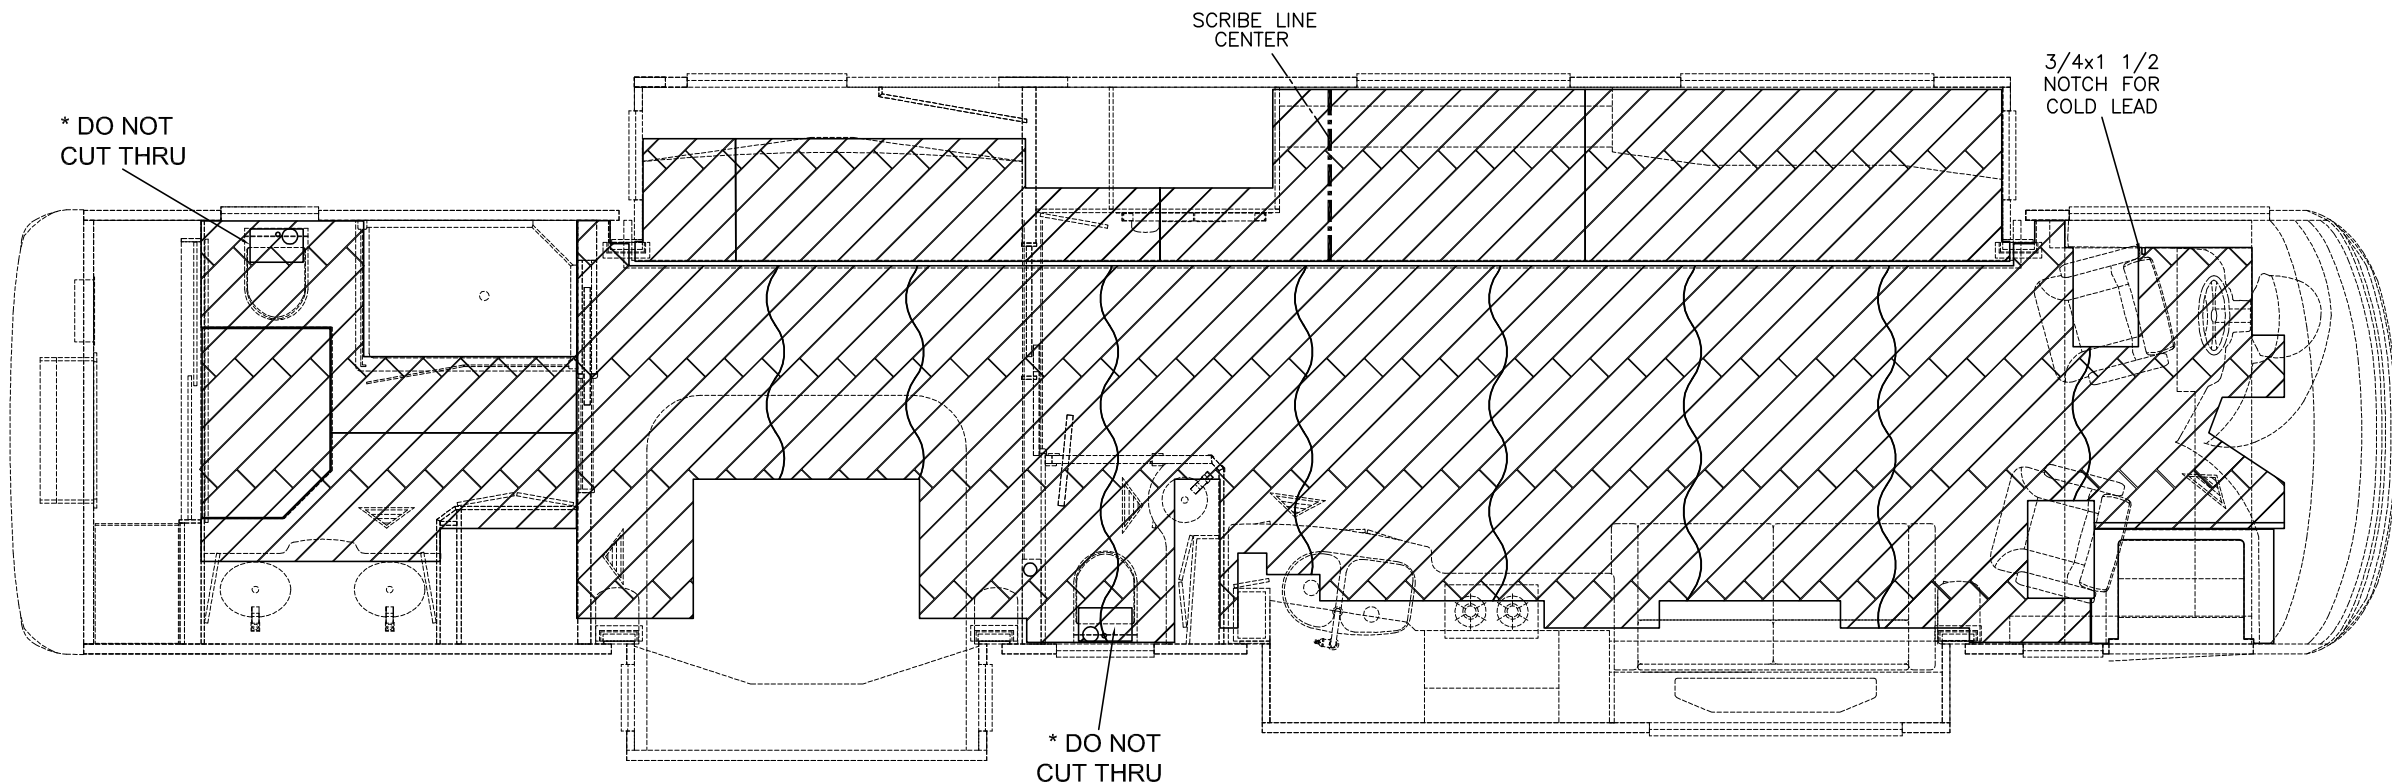 SCRIBE LINE
CENTER
3/4x1 1/2
NOTCH FOR
COLD LEAD
* DO NOT
CUT THRU
* DO NOT
CUT THRU